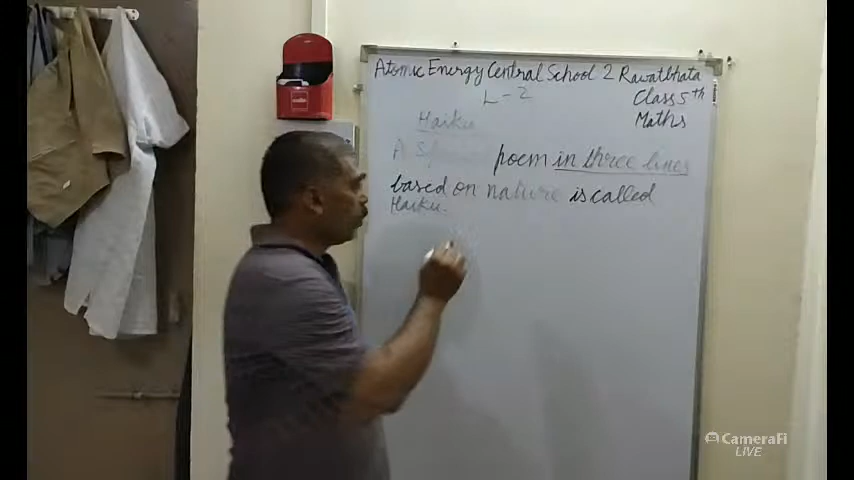 Atomic Energy Central School 2 Rawatbhata
L-2
Class 5th
Haiku
Maths
A poem in three lines
based on nature is called
Haiku.
CameraFi
LIVE